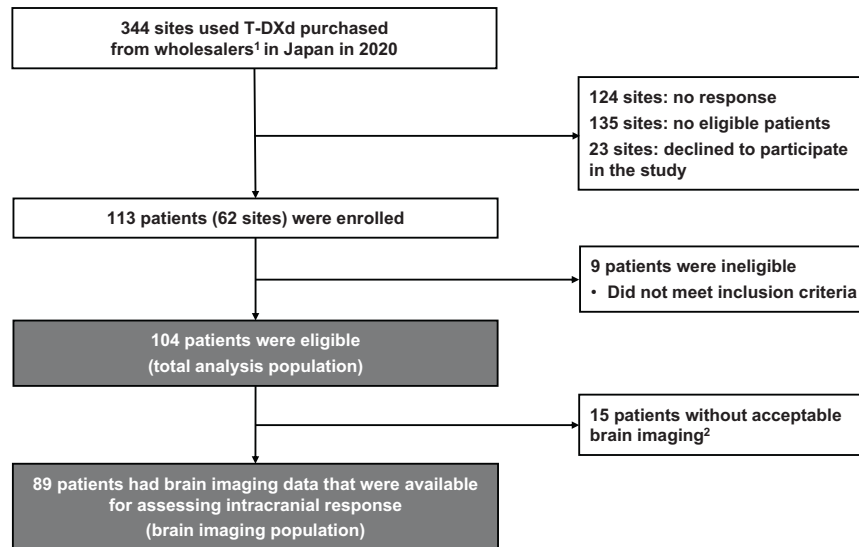 344 sites used T-DXd purchased
from wholesalers¹ in Japan in 2020
124 sites: no response
135 sites: no eligible patients
23 sites: declined to participate
in the study
113 patients (62 sites) were enrolled
9 patients were ineligible
• Did not meet inclusion criteria
104 patients were eligible
(total analysis population)
15 patients without acceptable
brain imaging²
89 patients had brain imaging data that were available
for assessing intracranial response
(brain imaging population)